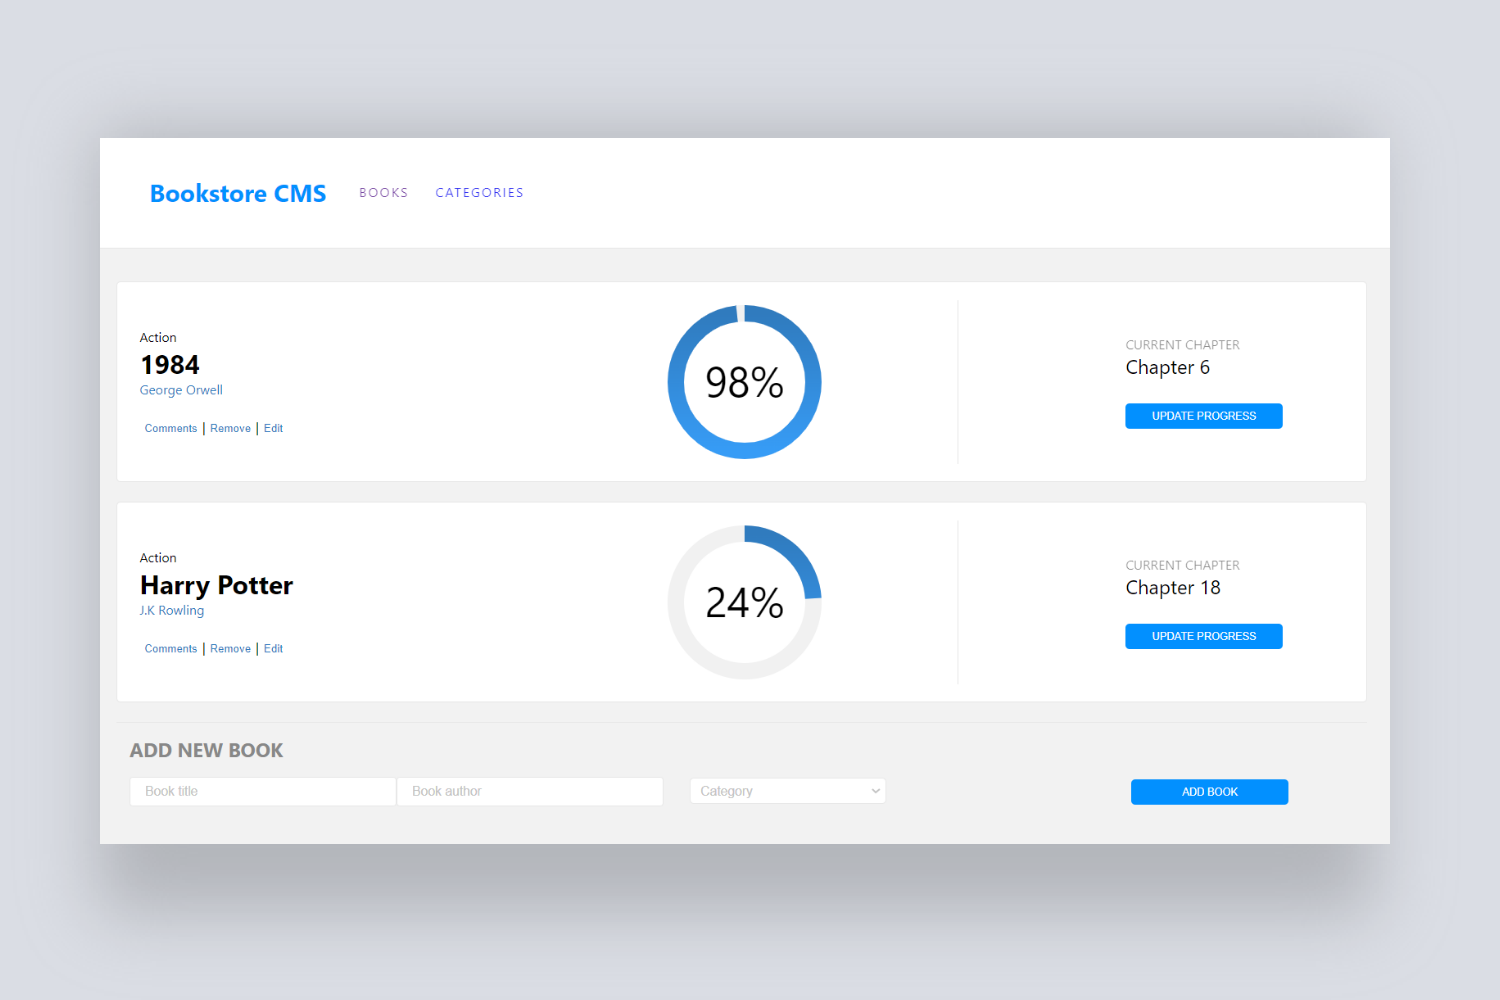 Bookstore CMS BOOKS CATEGORIES
Action
1984
George Orwell
Comments | Remove | Edit
98%
CURRENT CHAPTER
Chapter 6
UPDATE PROGRESS
Action
Harry Potter
J.K Rowling
Comments | Remove | Edit
24%
CURRENT CHAPTER
Chapter 18
UPDATE PROGRESS
ADD NEW BOOK
Book title Book author Category ADD BOOK